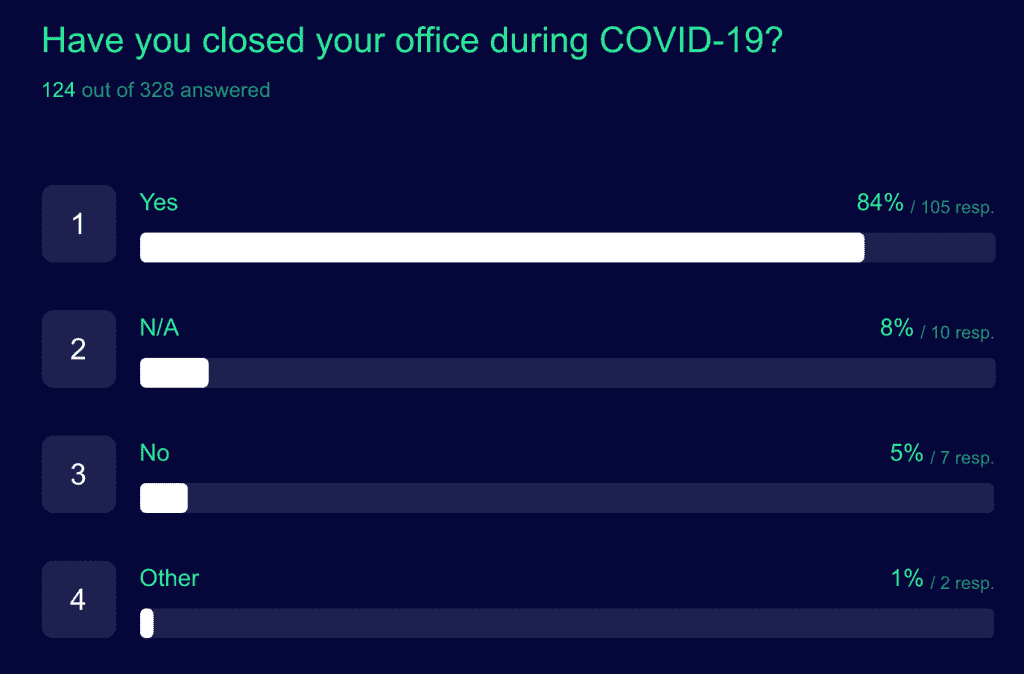 Have you closed your office during COVID-19?
124 out of 328 answered
1
Yes
84% / 105 resp.
2
N/A
8% / 10 resp.
3
No
5% / 7 resp.
4
Other
1% / 2 resp.